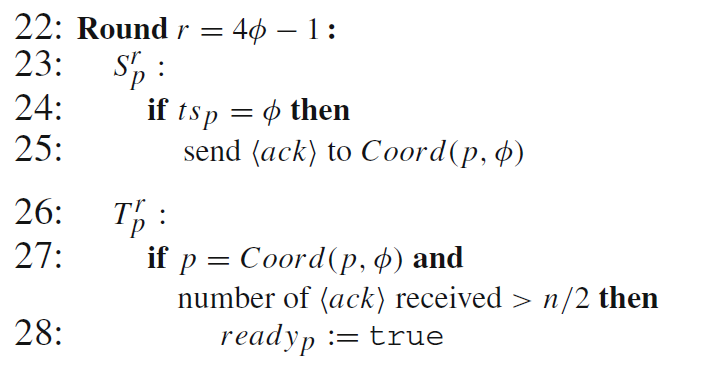 22: Round r = 4ϕ − 1:
23: S_p^r :
24: if ts_p = ϕ then
25: send ⟨ack⟩ to Coord(p, ϕ)
26: T_p^r :
27: if p = Coord(p, ϕ) and
number of ⟨ack⟩ received > n/2 then
28: ready_p := true